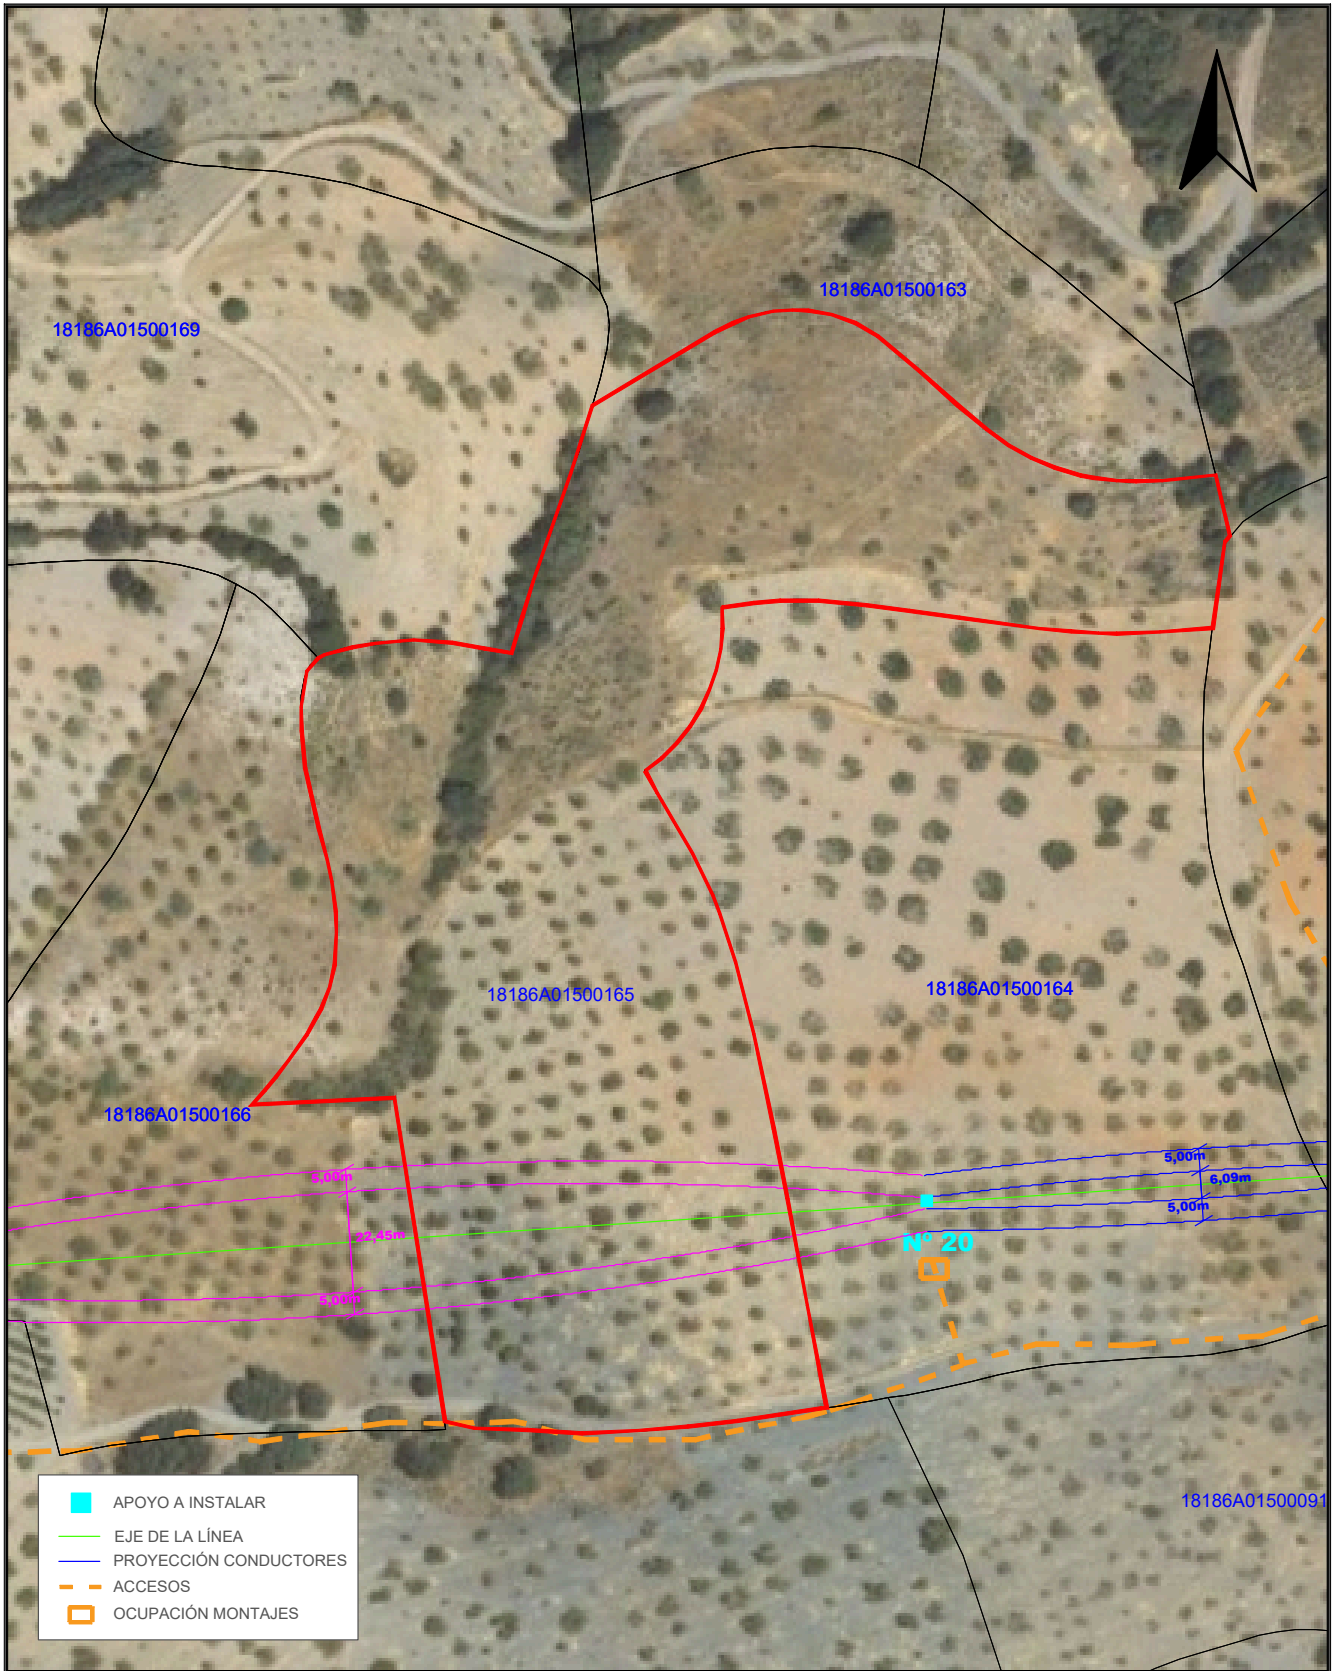 18186A01500163
18186A01500169
18186A01500165
18186A01500164
18186A01500166
5,00m
22,45m
5,00m
5,00m
6,09m
5,00m
Nº 20
18186A01500091
APOYO A INSTALAR
EJE DE LA LÍNEA
PROYECCIÓN CONDUCTORES
ACCESOS
OCUPACIÓN MONTAJES